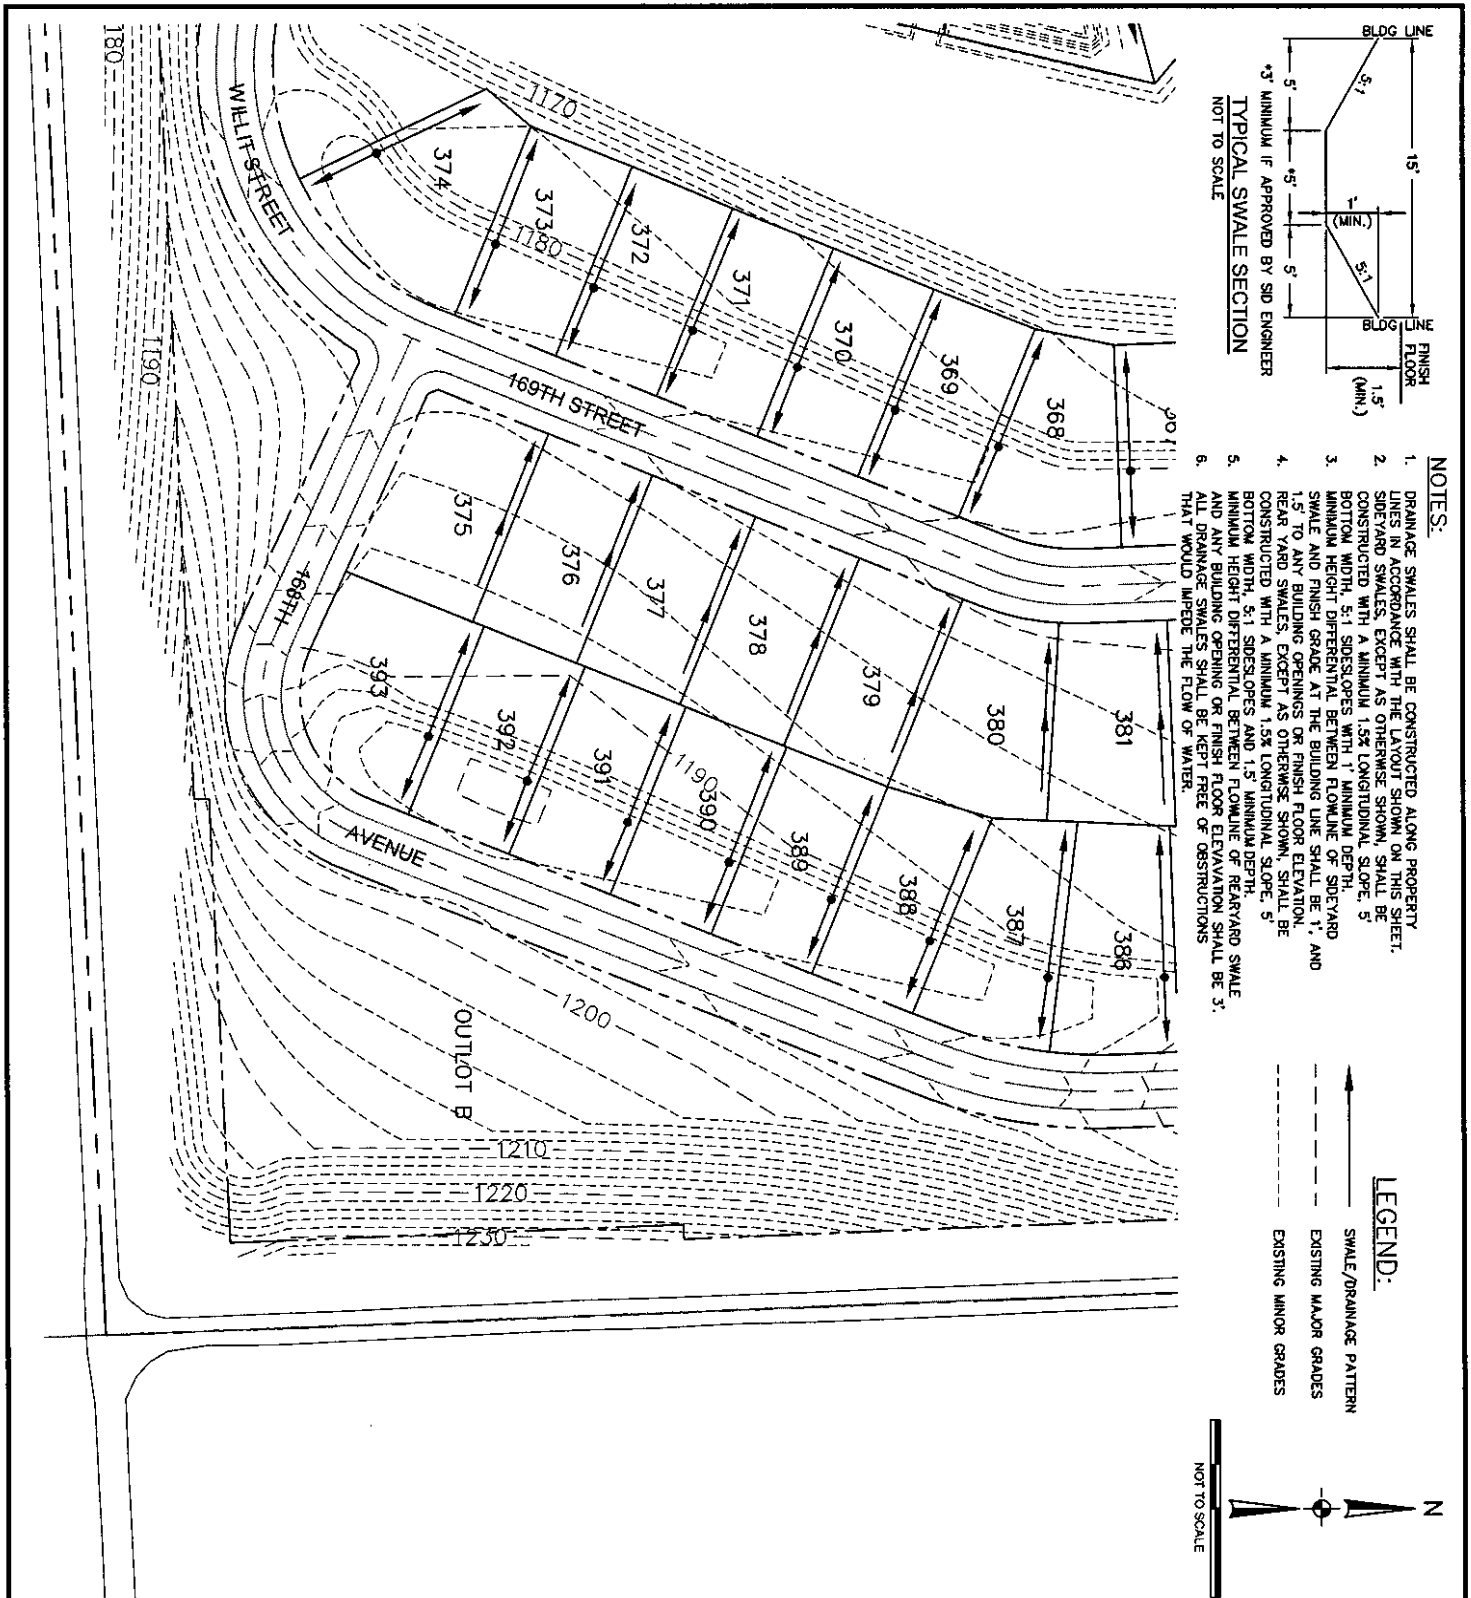 BLDG LINE
15'
BLDG LINE
FINISH
FLOOR
5:1
1'
(MIN.)
5:1
1.5'
(MIN.)
5'
*5'
5'
*3' MINIMUM IF APPROVED BY SID ENGINEER
TYPICAL SWALE SECTION
NOT TO SCALE
NOTES:
1. DRAINAGE SWALES SHALL BE CONSTRUCTED ALONG PROPERTY
LINES IN ACCORDANCE WITH THE LAYOUT SHOWN ON THIS SHEET.
2. SIDEYARD SWALES, EXCEPT AS OTHERWISE SHOWN, SHALL BE
CONSTRUCTED WITH A MINIMUM 1.5% LONGITUDINAL SLOPE, 5'
BOTTOM WIDTH, 5:1 SIDESLOPES WITH 1' MINIMUM DEPTH.
3. MINIMUM HEIGHT DIFFERENTIAL BETWEEN FLOWLINE OF SIDEYARD
SWALE AND FINISH GRADE AT THE BUILDING LINE SHALL BE 1', AND
1.5' TO ANY BUILDING OPENINGS OR FINISH FLOOR ELEVATION.
4. REAR YARD SWALES, EXCEPT AS OTHERWISE SHOWN, SHALL BE
CONSTRUCTED WITH A MINIMUM 1.5% LONGITUDINAL SLOPE, 5'
BOTTOM WIDTH, 5:1 SIDESLOPES AND 1.5' MINIMUM DEPTH.
5. MINIMUM HEIGHT DIFFERENTIAL BETWEEN FLOWLINE OF REARYARD SWALE
AND ANY BUILDING OPENING OR FINISH FLOOR ELEVAVATION SHALL BE 3'.
6. ALL DRAINAGE SWALES SHALL BE KEPT FREE OF OBSTRUCTIONS
THAT WOULD IMPEDE THE FLOW OF WATER.
LEGEND:
SWALE/DRAINAGE PATTERN
EXISTING MAJOR GRADES
EXISTING MINOR GRADES
N
NOT TO SCALE
368
381
386
369
380
387
370
379
388
371
378
389
372
377
390
373
376
391
374
375
392
393
1170
1180
1190
1200
1210
1220
1230
1190
180
169TH STREET
WILLIT STREET
168TH
AVENUE
OUTLOT B